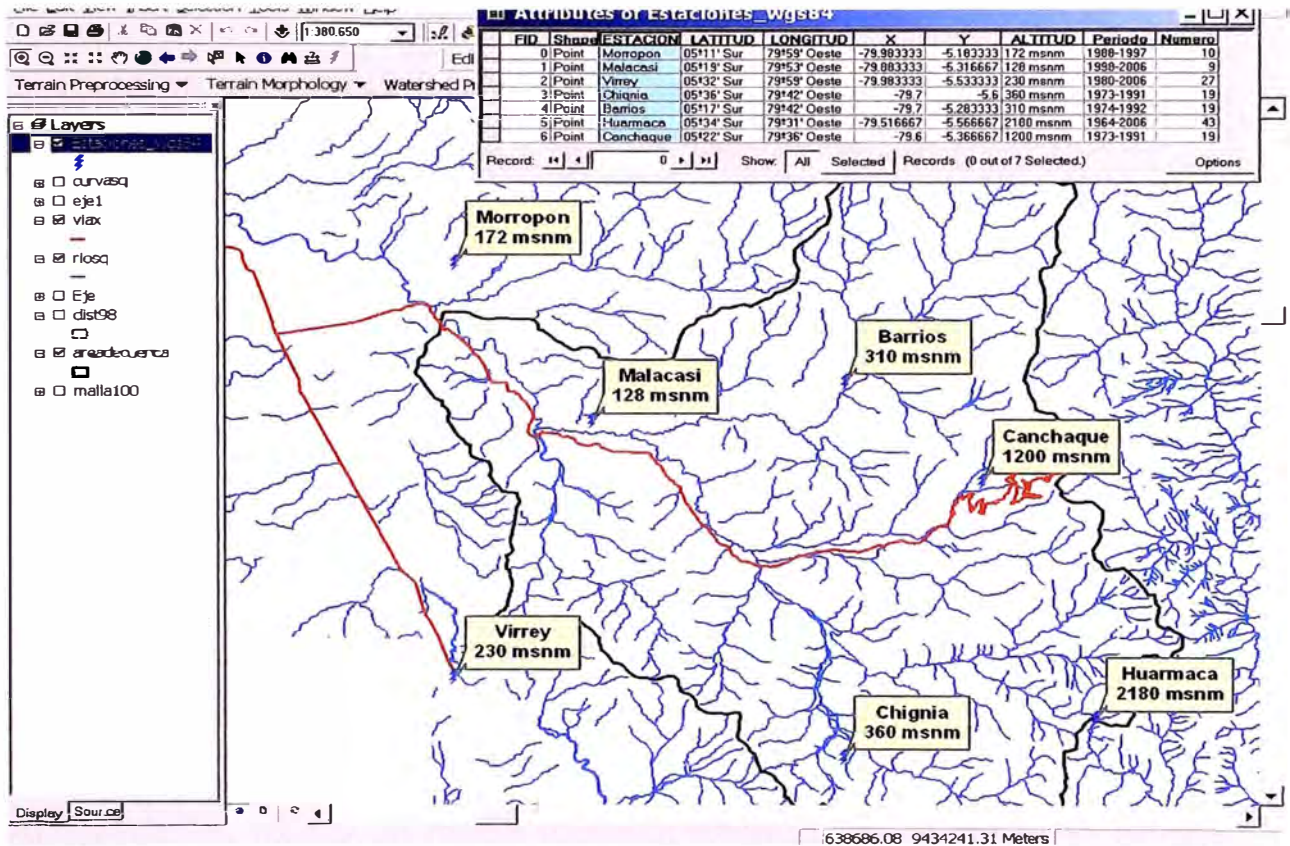 File Edit View Insert Selection Tools Window Help
Attributes of Estaciones_Wgs84
1:380,650
Edi
Terrain Preprocessing Terrain Morphology Watershed P
FID Shape ESTACION LATITUD LONGITUD X Y ALTITUD Periodo Numero
0 Point Morropon 05°11' Sur 79°59' Oeste -79.983333 -5.183333 172 msnm 1988-1997 10
1 Point Malacasi 05°19' Sur 79°53' Oeste -79.883333 -5.316667 128 msnm 1998-2006 9
2 Point Virrey 05°32' Sur 79°59' Oeste -79.983333 -5.533333 230 msnm 1980-2006 27
3 Point Chignia 05°36' Sur 79°42' Oeste -79.7 -5.6 360 msnm 1973-1991 19
4 Point Barrios 05°17' Sur 79°42' Oeste -79.7 -5.283333 310 msnm 1974-1992 19
5 Point Huarmaca 05°34' Sur 79°31' Oeste -79.516667 -5.566667 2180 msnm 1964-2006 43
6 Point Canchaque 05°22' Sur 79°36' Oeste -79.6 -5.366667 1200 msnm 1973-1991 19
Record: 0 Show: All Selected Records (0 out of 7 Selected.) Options
Layers
Estaciones_Wgs84
curvasq
eje1
viax
riosq
Eje
dist98
areadecuenca
malla100
Morropon
172 msnm
Barrios
310 msnm
Malacasi
128 msnm
Canchaque
1200 msnm
Virrey
230 msnm
Huarmaca
2180 msnm
Chignia
360 msnm
Display Source
638686.08 9434241.31 Meters